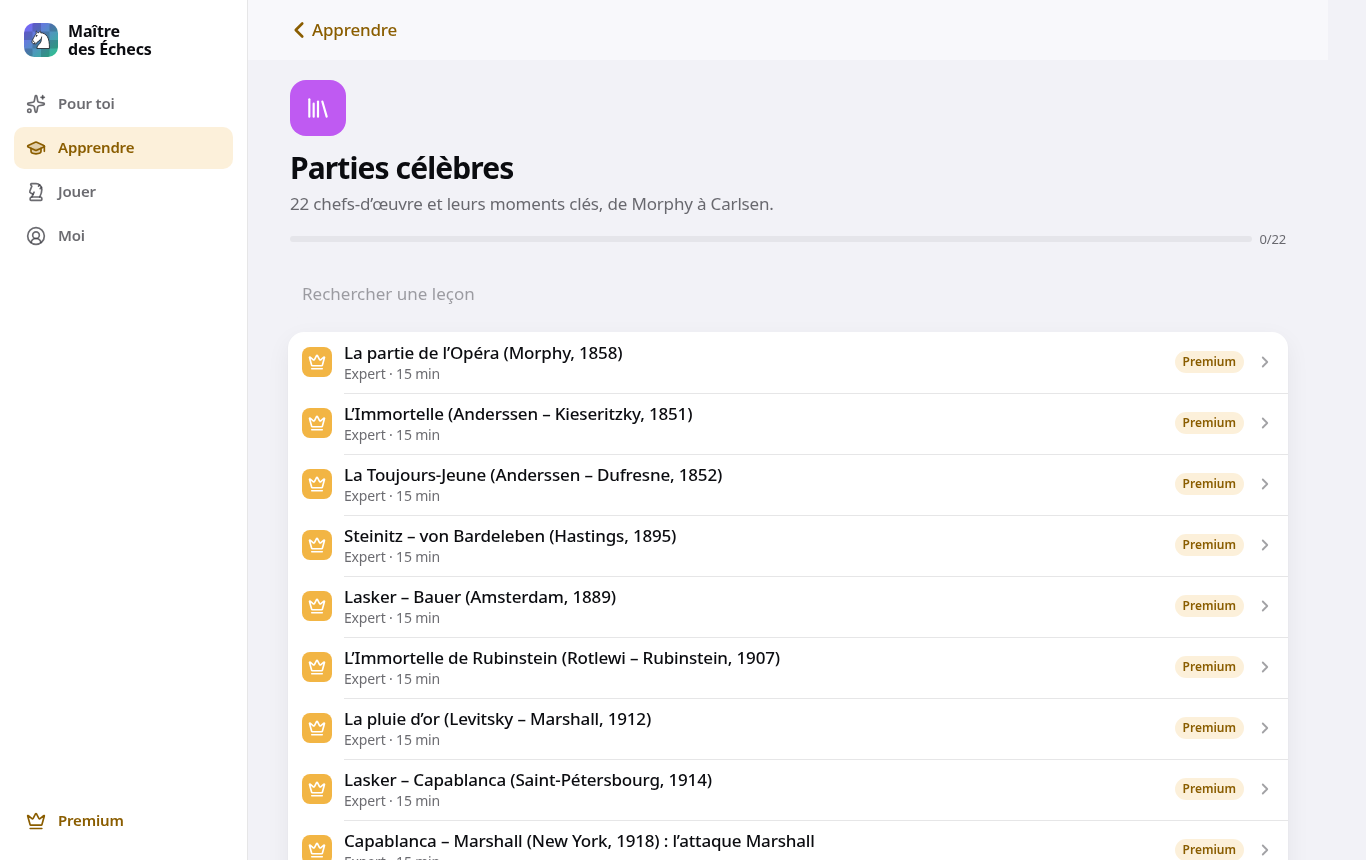 Maître
des Échecs
Pour toi
Apprendre
Jouer
Moi
Premium
Apprendre
Parties célèbres
22 chefs-d’œuvre et leurs moments clés, de Morphy à Carlsen.
0/22
Rechercher une leçon
La partie de l’Opéra (Morphy, 1858)
Expert · 15 min
Premium
L’Immortelle (Anderssen – Kieseritzky, 1851)
Expert · 15 min
Premium
La Toujours-Jeune (Anderssen – Dufresne, 1852)
Expert · 15 min
Premium
Steinitz – von Bardeleben (Hastings, 1895)
Expert · 15 min
Premium
Lasker – Bauer (Amsterdam, 1889)
Expert · 15 min
Premium
L’Immortelle de Rubinstein (Rotlewi – Rubinstein, 1907)
Expert · 15 min
Premium
La pluie d’or (Levitsky – Marshall, 1912)
Expert · 15 min
Premium
Lasker – Capablanca (Saint-Pétersbourg, 1914)
Expert · 15 min
Premium
Capablanca – Marshall (New York, 1918) : l’attaque Marshall
Expert · 15 min
Premium